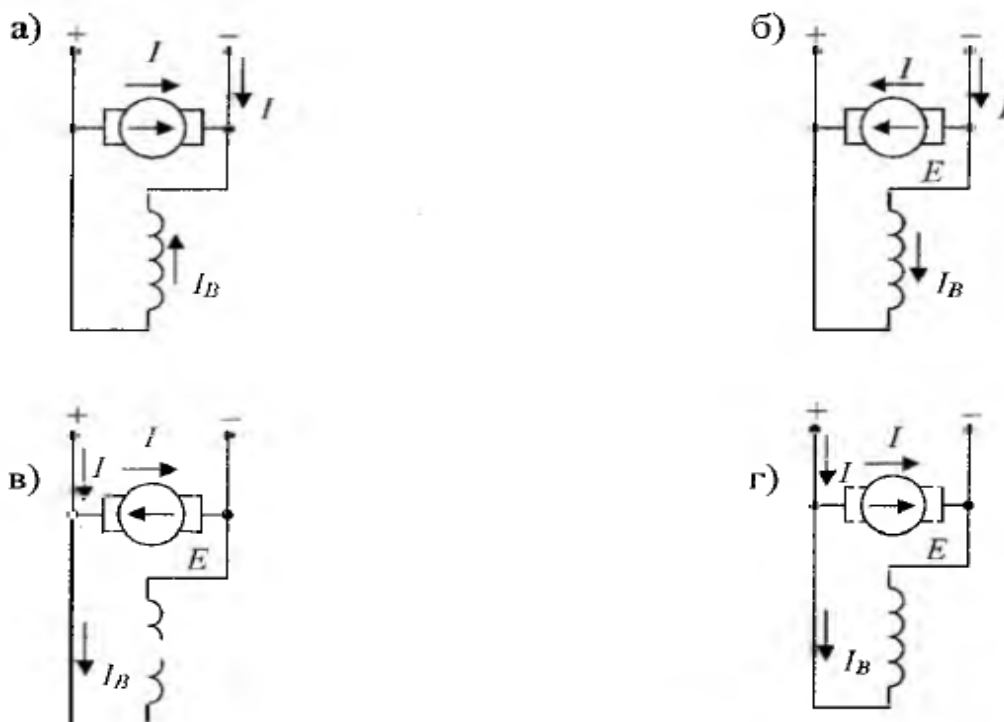 а) + I − I
б) + I − I
E
I_B
I_B
в) + I I −
E
I_B
г) + I I −
E
I_B